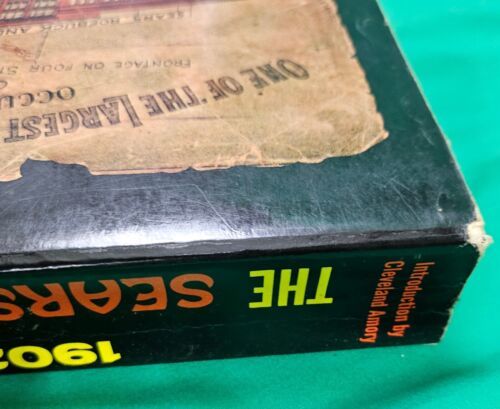 SEARS ROEBUCK AND
FRONTAGE ON FOUR
ONE OF THE LARGEST
OCCU
Introduction by
Cleveland Amory
THE
SEARS
1902